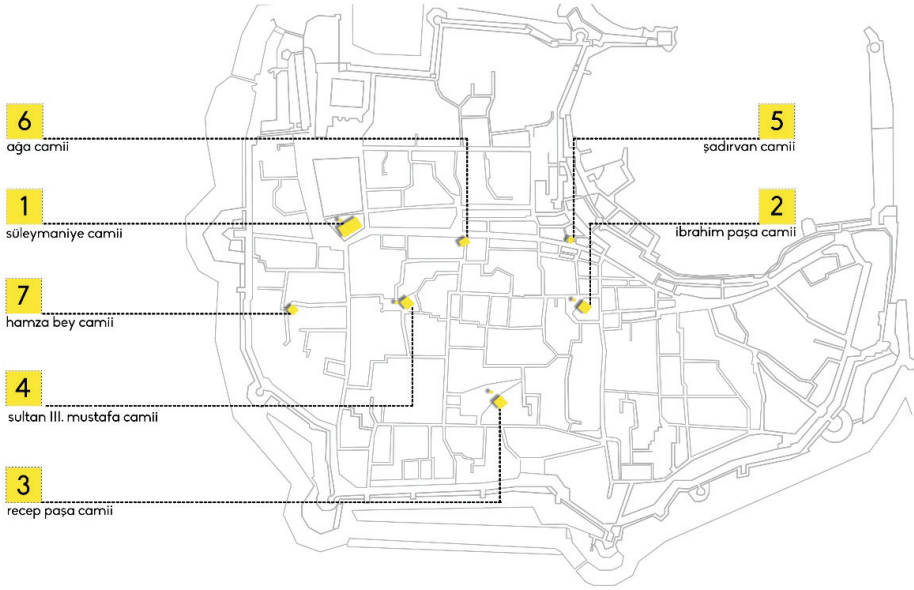 6
ağa camii
5
şadırvan camii
1
süleymaniye camii
2
ibrahim paşa camii
7
hamza bey camii
4
sultan III. mustafa camii
3
recep paşa camii